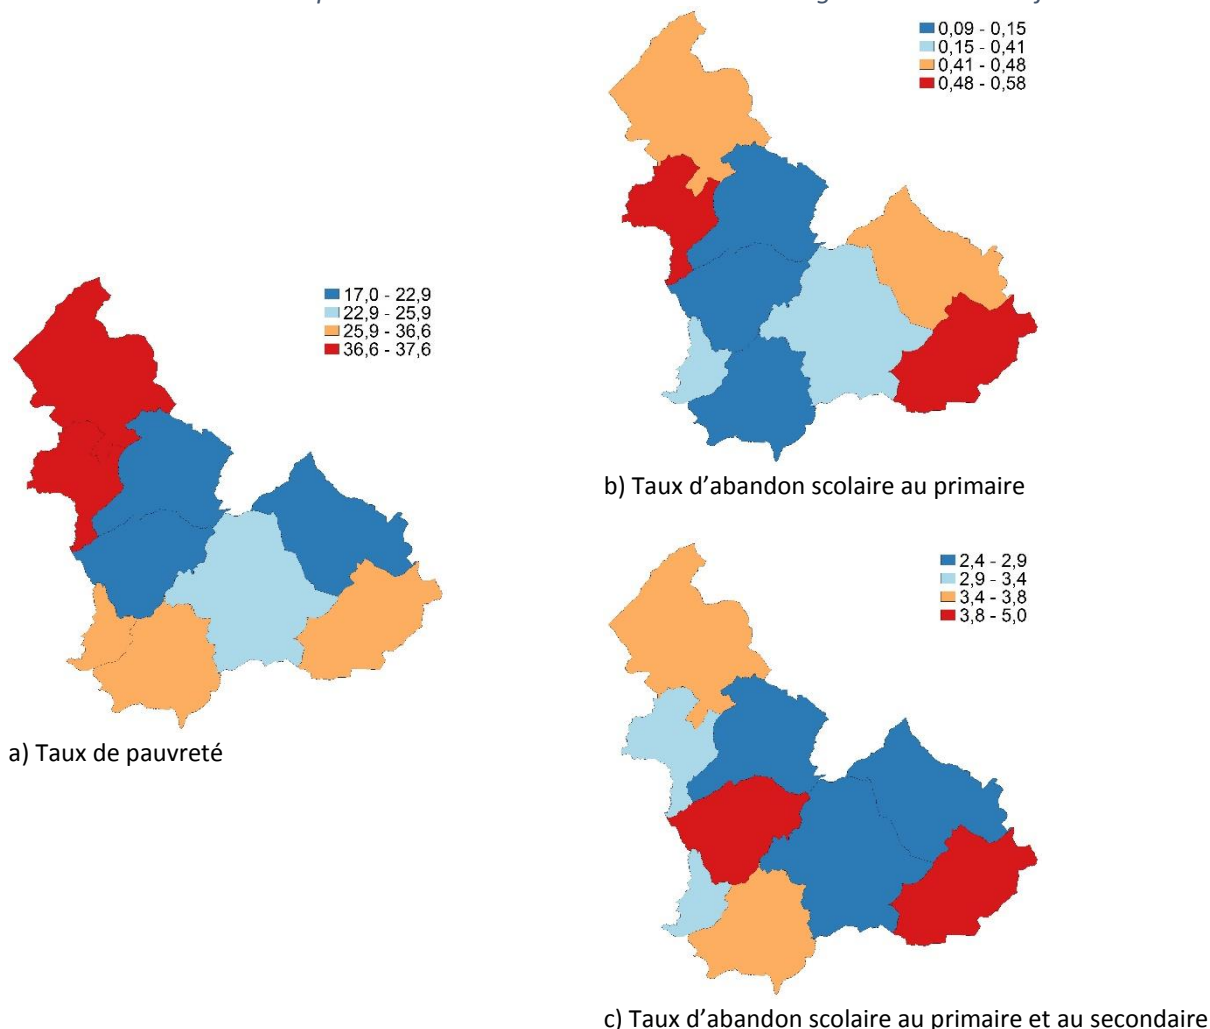 0,09 - 0,15
0,15 - 0,41
0,41 - 0,48
0,48 - 0,58
17,0 - 22,9
22,9 - 25,9
25,9 - 36,6
36,6 - 37,6
b) Taux d’abandon scolaire au primaire
2,4 - 2,9
2,9 - 3,4
3,4 - 3,8
3,8 - 5,0
a) Taux de pauvreté
c) Taux d’abandon scolaire au primaire et au secondaire